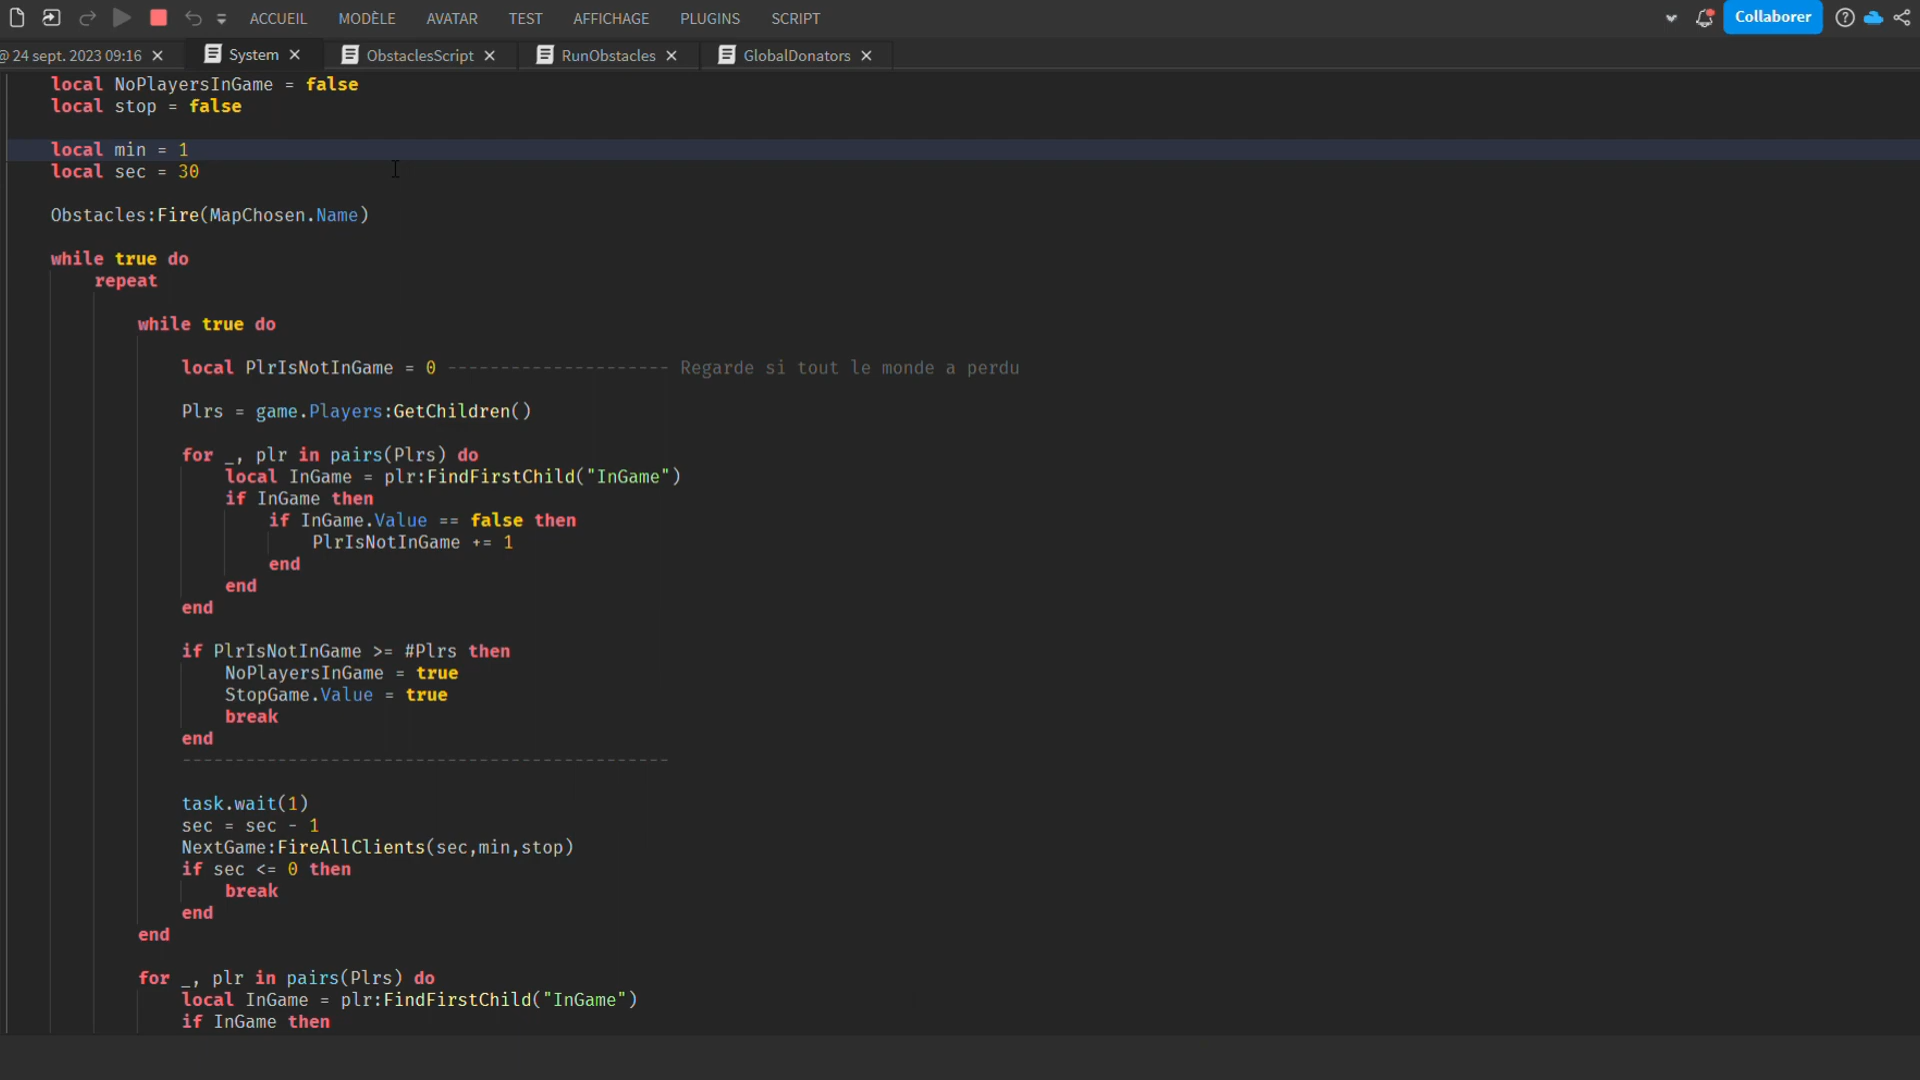 ACCUEIL MODÈLE AVATAR TEST AFFICHAGE PLUGINS SCRIPT Collaborer
@ 24 sept. 2023 09:16 System ObstaclesScript RunObstacles GlobalDonators
local NoPlayersInGame = false
local stop = false
local min = 1
local sec = 30
Obstacles:Fire(MapChosen.Name)
while true do
repeat
while true do
local PlrIsNotInGame = 0 --------------------- Regarde si tout le monde a perdu
Plrs = game.Players:GetChildren()
for _, plr in pairs(Plrs) do
local InGame = plr:FindFirstChild("InGame")
if InGame then
if InGame.Value == false then
PlrIsNotInGame += 1
end
end
end
if PlrIsNotInGame >= #Plrs then
NoPlayersInGame = true
StopGame.Value = true
break
end
----------------------------------------------
task.wait(1)
sec = sec - 1
NextGame:FireAllClients(sec,min,stop)
if sec <= 0 then
break
end
end
for _, plr in pairs(Plrs) do
local InGame = plr:FindFirstChild("InGame")
if InGame then